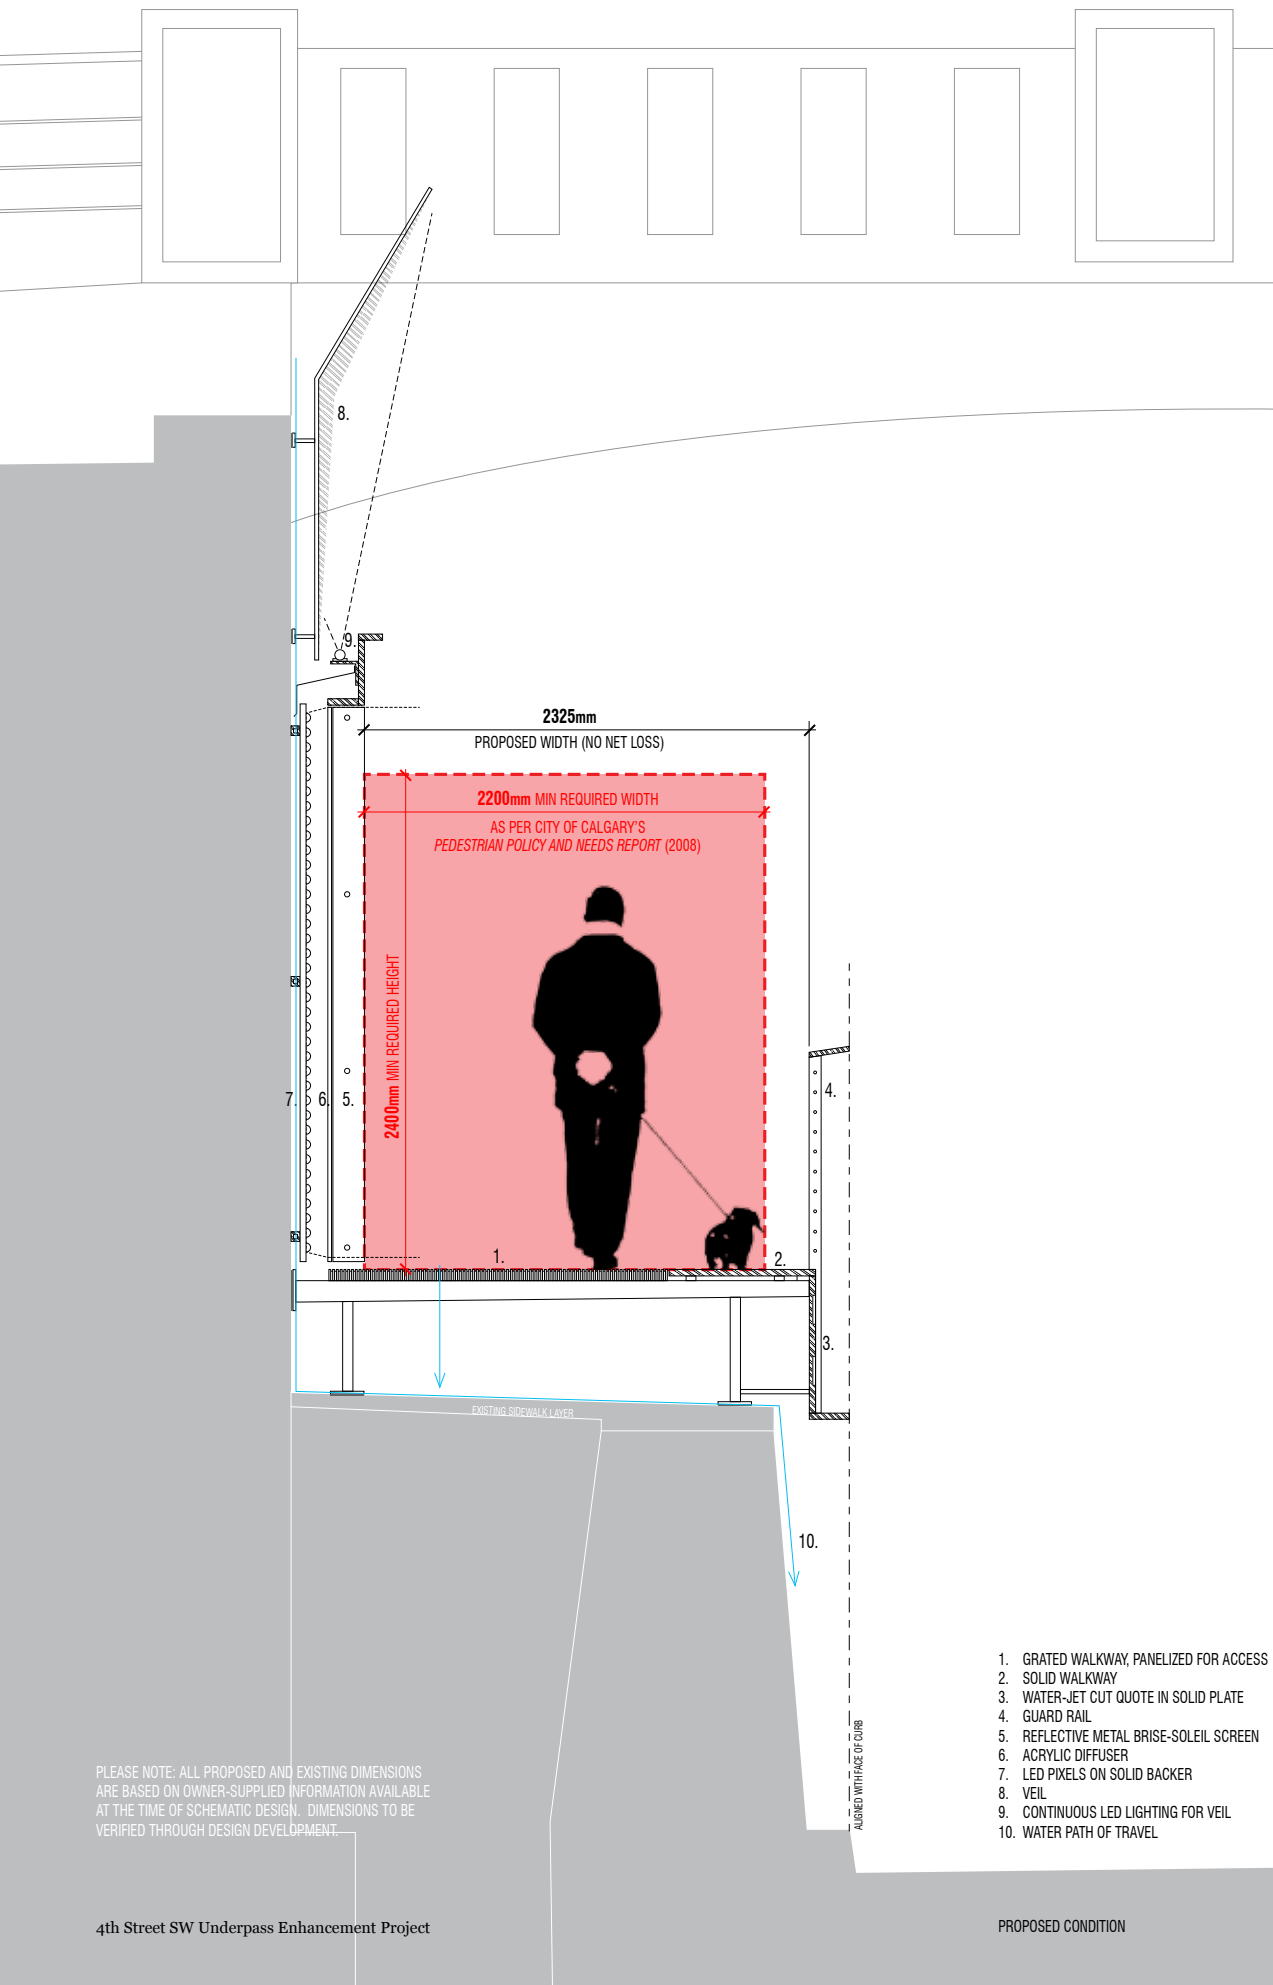 8.
9.
2325mm
PROPOSED WIDTH (NO NET LOSS)
2200mm MIN REQUIRED WIDTH
AS PER CITY OF CALGARY'S
PEDESTRIAN POLICY AND NEEDS REPORT (2008)
2400mm MIN REQUIRED HEIGHT
7.
6.
5.
4.
1.
2.
3.
EXISTING SIDEWALK LAYER
10.
ALIGNED WITH FACE OF CURB
1. GRATED WALKWAY, PANELIZED FOR ACCESS
2. SOLID WALKWAY
3. WATER-JET CUT QUOTE IN SOLID PLATE
4. GUARD RAIL
5. REFLECTIVE METAL BRISE-SOLEIL SCREEN
6. ACRYLIC DIFFUSER
7. LED PIXELS ON SOLID BACKER
8. VEIL
9. CONTINUOUS LED LIGHTING FOR VEIL
10. WATER PATH OF TRAVEL
PLEASE NOTE: ALL PROPOSED AND EXISTING DIMENSIONS
ARE BASED ON OWNER-SUPPLIED INFORMATION AVAILABLE
AT THE TIME OF SCHEMATIC DESIGN. DIMENSIONS TO BE
VERIFIED THROUGH DESIGN DEVELOPMENT.
4th Street SW Underpass Enhancement Project
PROPOSED CONDITION